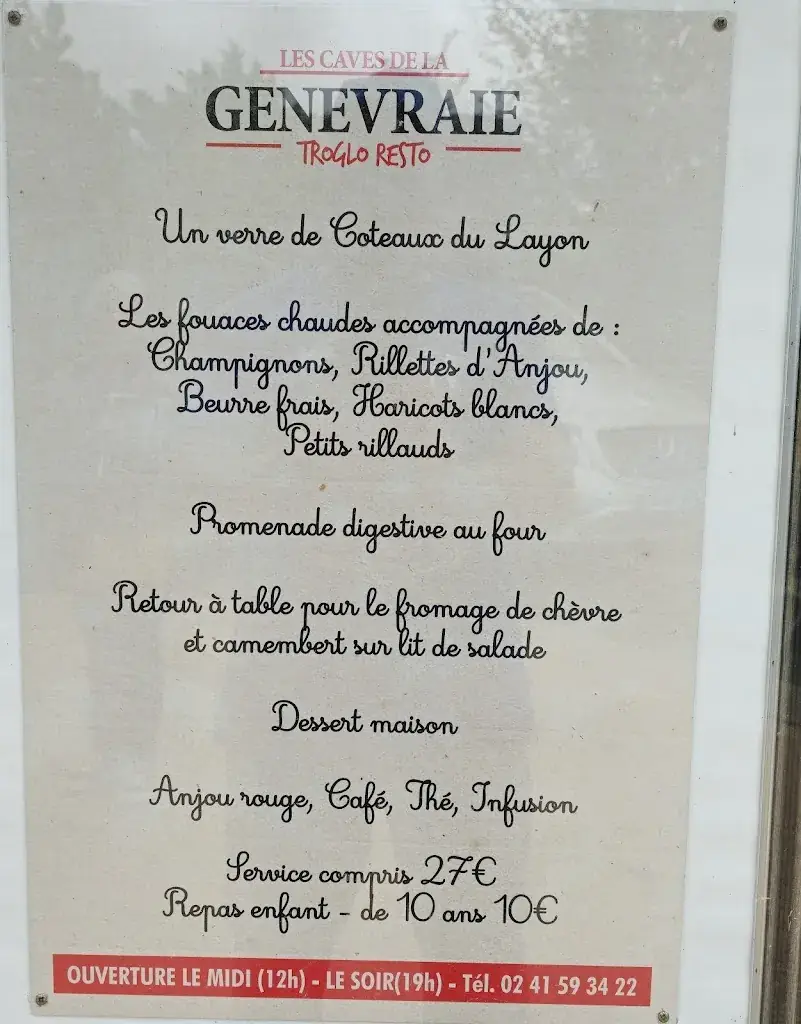 LES CAVES DE LA
GENEVRAIE
TROGLO RESTO
Un verre de Coteaux du Layon
Les fouaces chaudes accompagnées de :
Champignons, Rillettes d'Anjou,
Beurre frais, Haricots blancs,
Petits rillauds
Promenade digestive au four
Retour à table pour le fromage de chèvre
et camembert sur lit de salade
Dessert maison
Anjou rouge, Café, Thé, Infusion
Service compris 27€
Repas enfant - de 10 ans 10€
OUVERTURE LE MIDI (12h) - LE SOIR(19h) - Tél. 02 41 59 34 22